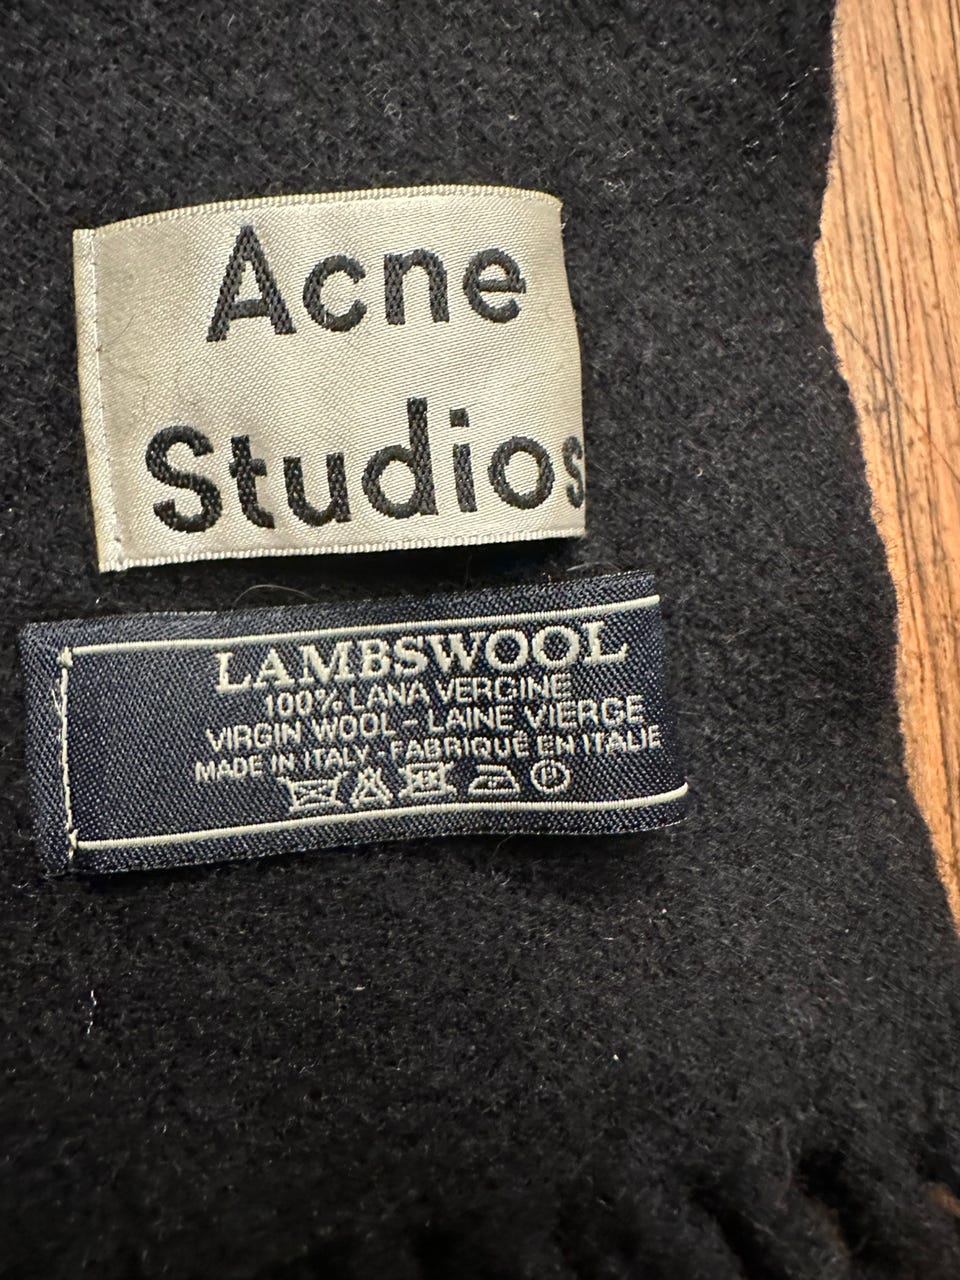 Acne
Studios
LAMBSWOOL
100% LANA VERGINE
VIRGIN WOOL - LAINE VIERGE
MADE IN ITALY - FABRIQUÉ EN ITALIE
P